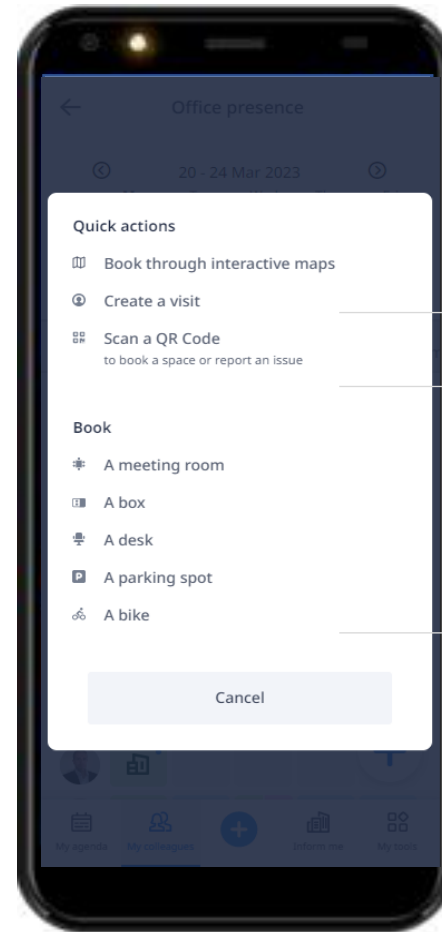 Office presence
20 - 24 Mar 2023
Quick actions
Book through interactive maps
Create a visit
Scan a QR Code
to book a space or report an issue
Book
A meeting room
A box
A desk
A parking spot
A bike
Cancel
My agenda My colleagues Inform me My tools